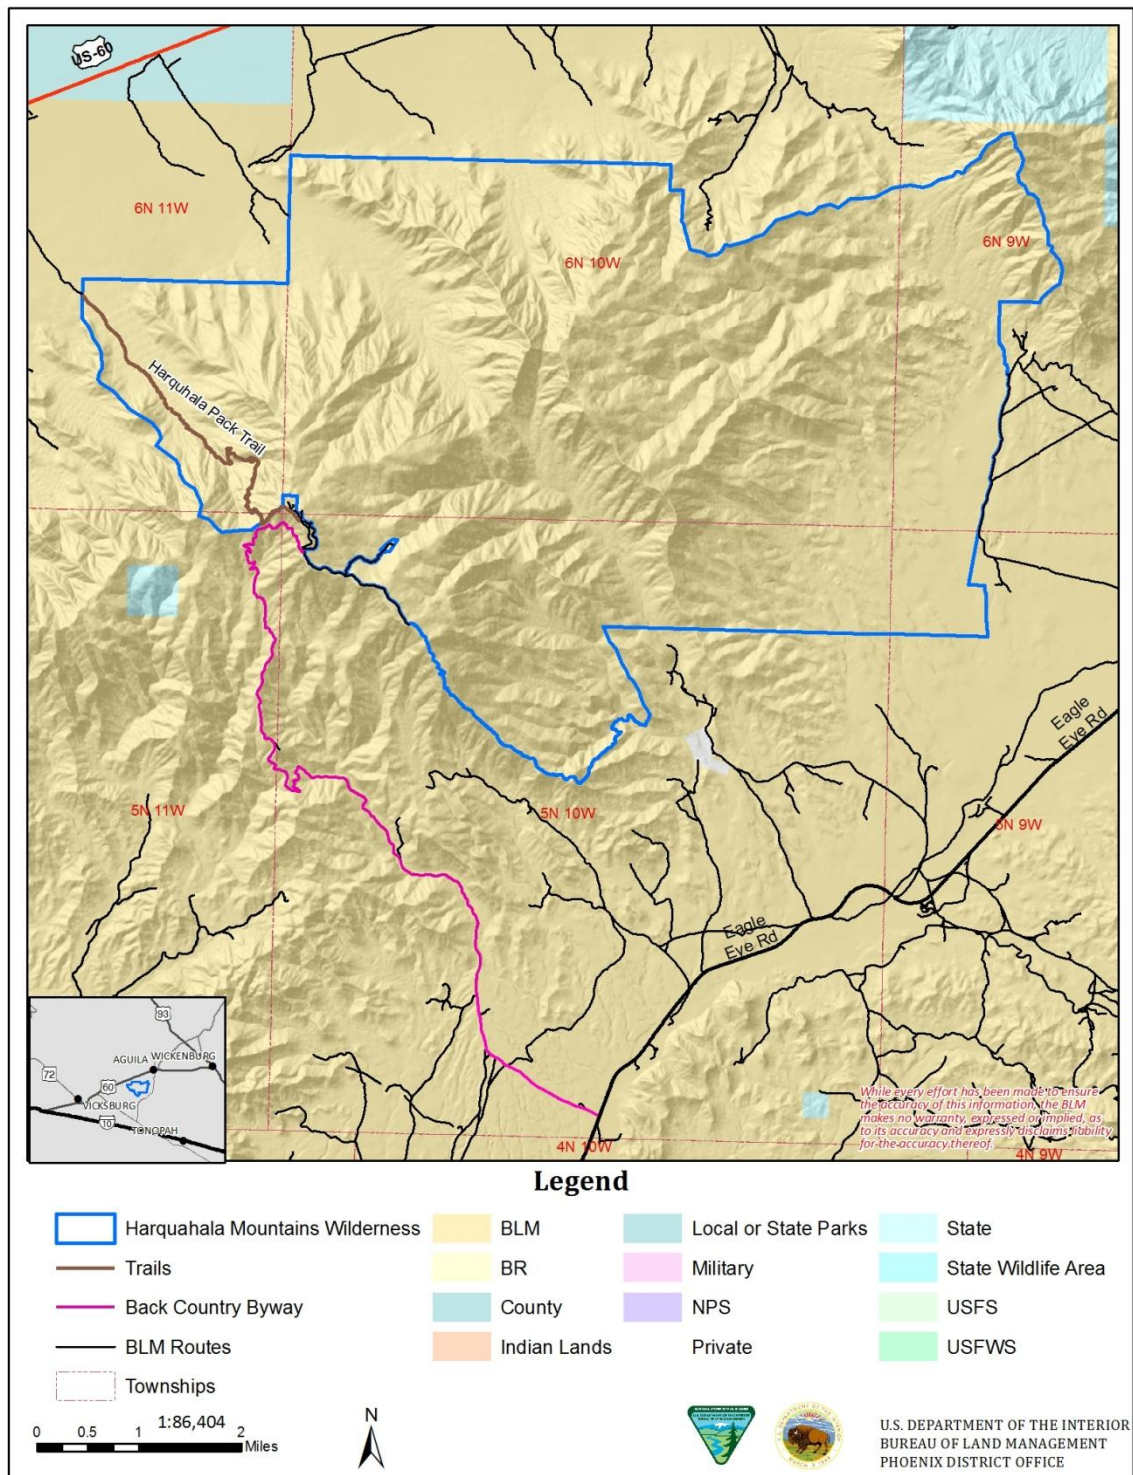 US-60
6N 11W
6N 10W
6N 9W
Harquhala Pack Trail
5N 11W
5N 10W
5N 9W
Eagle
Eye Rd
Eagle
Eye Rd
4N 10W
4N 9W
While every effort has been made to ensure
the accuracy of this information, the BLM
makes no warranty, expressed or implied, as
to its accuracy and expressly disclaims liability
for the accuracy thereof.
93
AGUILA WICKENBURG
72
60
VICKSBURG
10
TONOPAH
Legend
Harquahala Mountains Wilderness
Trails
Back Country Byway
BLM Routes
Townships
BLM
BR
County
Indian Lands
Local or State Parks
Military
NPS
Private
State
State Wildlife Area
USFS
USFWS
1:86,404
0 0.5 1 2
Miles
N
U.S. DEPARTMENT OF THE INTERIOR
BUREAU OF LAND MANAGEMENT
PHOENIX DISTRICT OFFICE